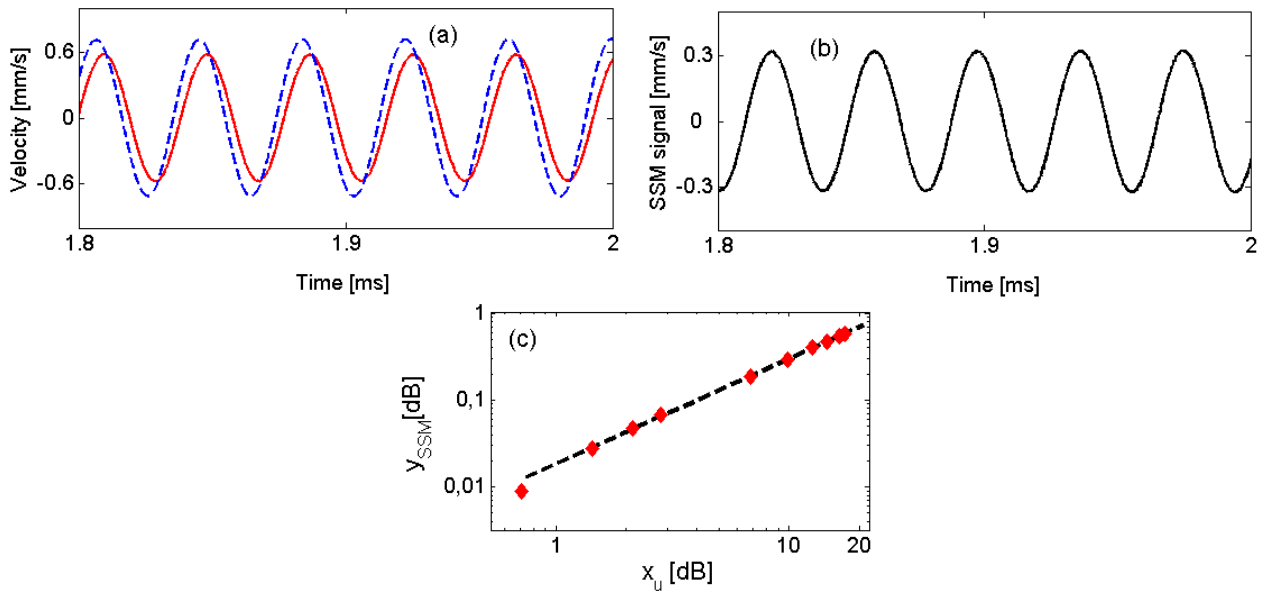 (a)
Velocity [mm/s]
0.6
0
-0.6
1.8
1.9
2
Time [ms]
(b)
SSM signal [mm/s]
0.3
0
-0.3
1.8
1.9
2
Time [ms]
(c)
y_SSM[dB]
1
0,1
0,01
1
10
20
x_u [dB]